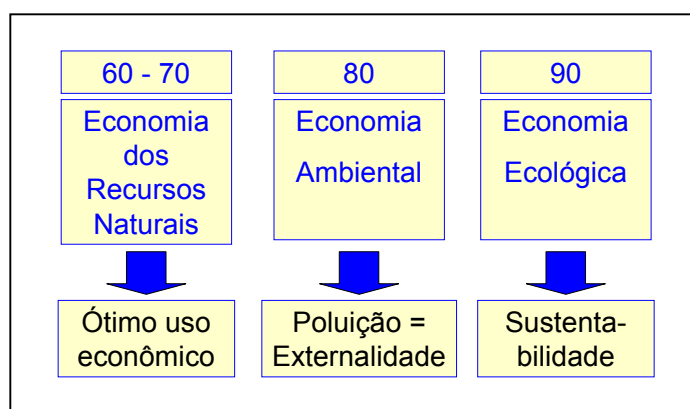 60 - 70
Economia
dos
Recursos
Naturais
Ótimo uso
econômico
80
Economia
Ambiental
Poluição =
Externalidade
90
Economia
Ecológica
Sustenta-
bilidade